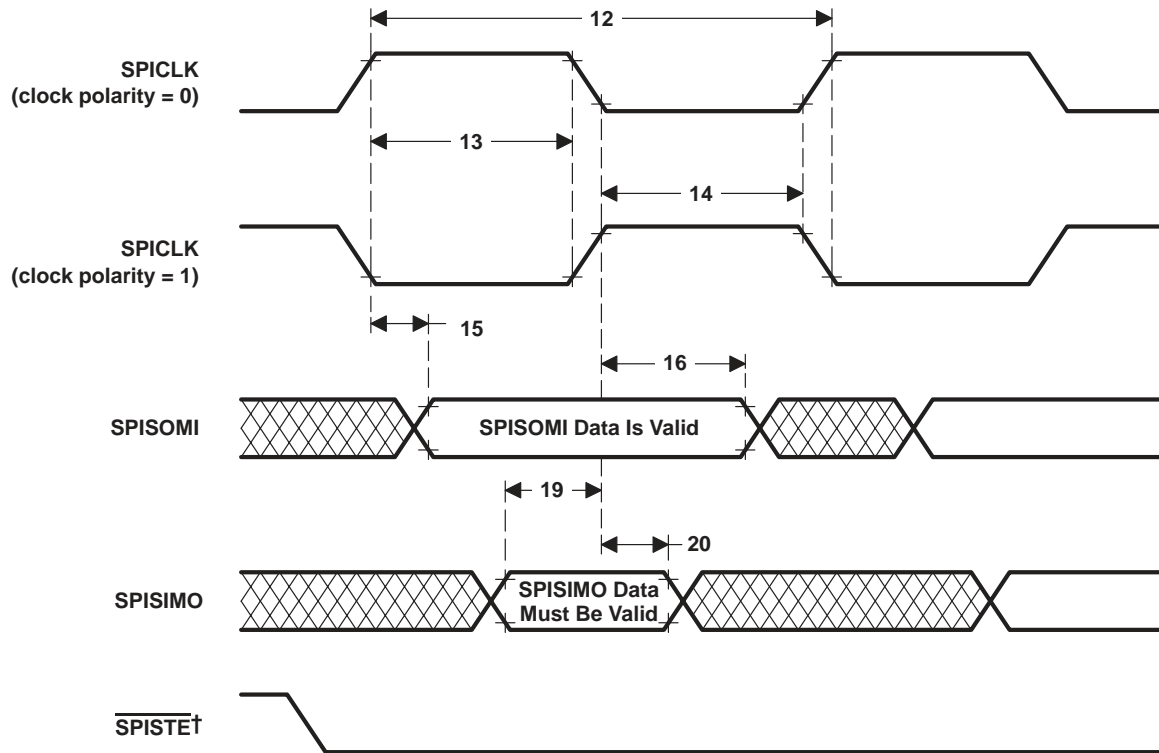 12
SPICLK
(clock polarity = 0)
13
14
SPICLK
(clock polarity = 1)
15
16
SPISOMI
SPISOMI Data Is Valid
19
20
SPISIMO
SPISIMO Data
Must Be Valid
SPISTE†